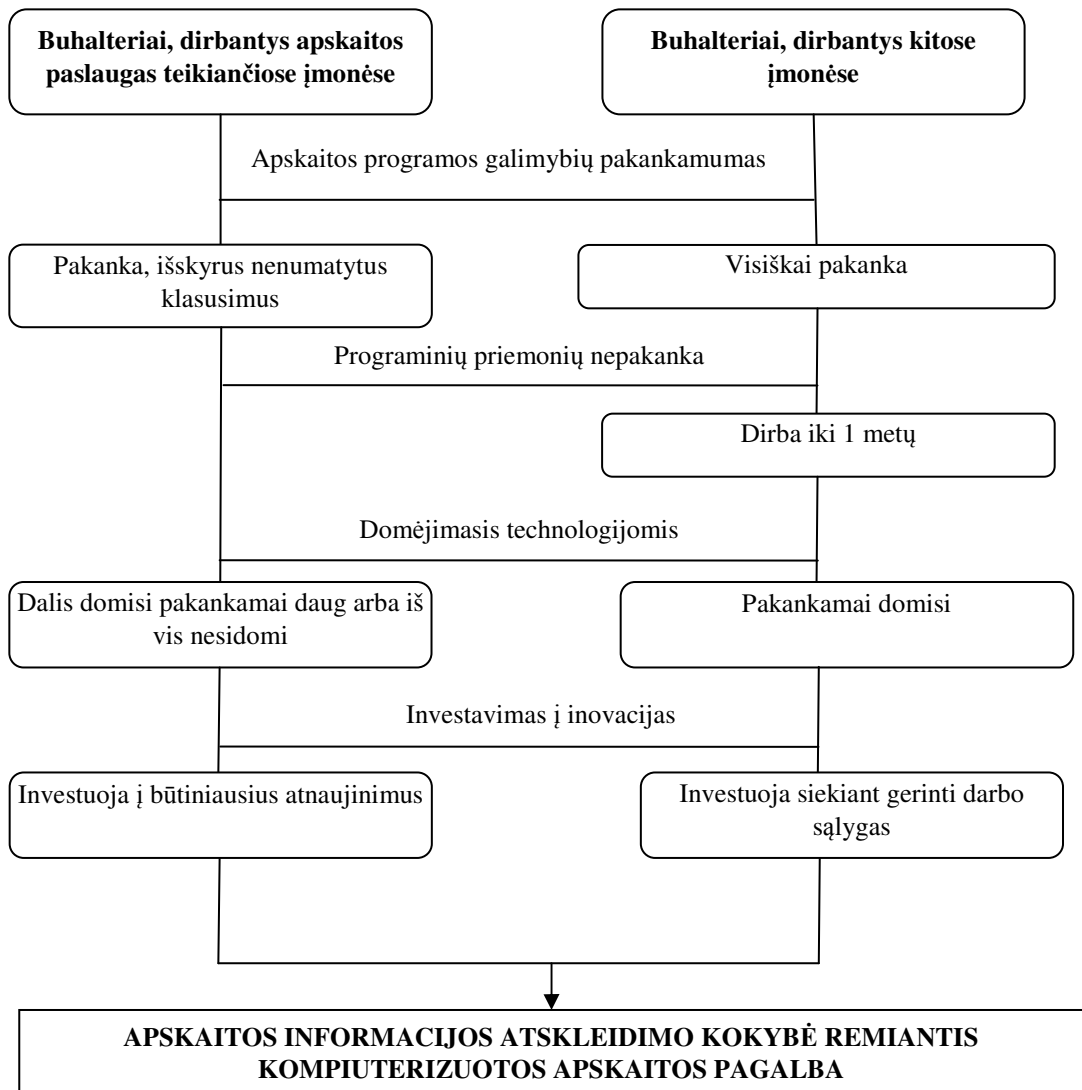 Buhalteriai, dirbantys apskaitos
paslaugas teikiančiose įmonėse
Buhalteriai, dirbantys kitose
įmonėse
Apskaitos programos galimybių pakankamumas
Pakanka, išskyrus nenumatytus
klasusimus
Visiškai pakanka
Programinių priemonių nepakanka
Dirba iki 1 metų
Domėjimasis technologijomis
Dalis domisi pakankamai daug arba iš
vis nesidomi
Pakankamai domisi
Investavimas į inovacijas
Investuoja į būtiniausius atnaujinimus
Investuoja siekiant gerinti darbo
sąlygas
APSKAITOS INFORMACIJOS ATSKLEIDIMO KOKYBĖ REMIANTIS
KOMPIUTERIZUOTOS APSKAITOS PAGALBA